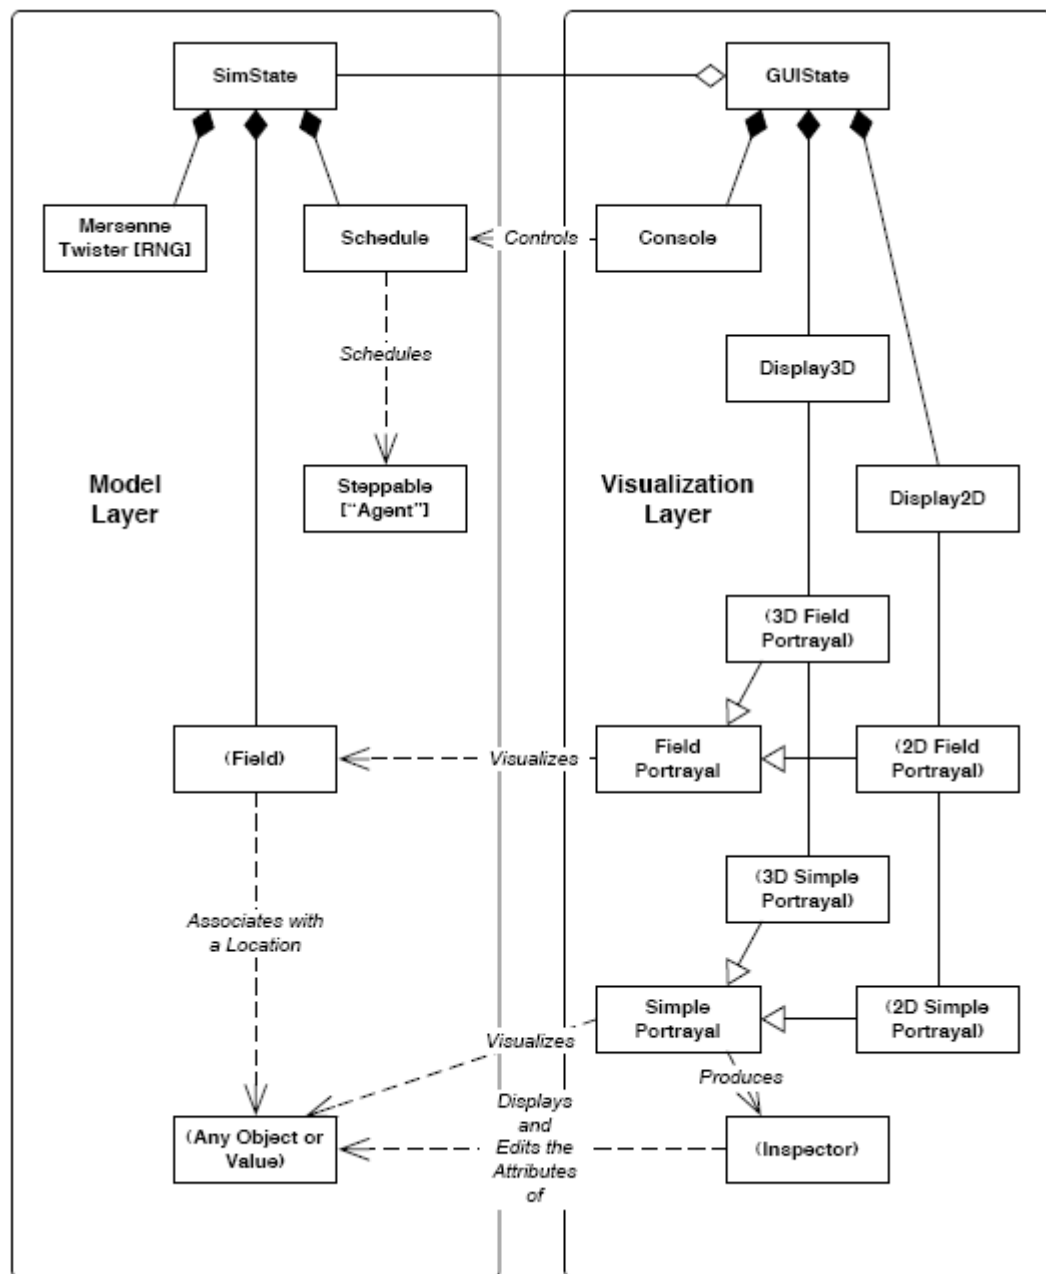 SimState
GUIState
Mersenne
Twister [RNG]
Schedule
Controls
Console
Schedules
Display3D
Model
Layer
Steppable
["Agent"]
Visualization
Layer
Display2D
(3D Field
Portrayal)
(Field)
Visualizes
Field
Portrayal
(2D Field
Portrayal)
(3D Simple
Portrayal)
Associates with
a Location
Simple
Portrayal
(2D Simple
Portrayal)
Visualizes
Produces
Displays
and
Edits the
Attributes
of
(Any Object or
Value)
(Inspector)